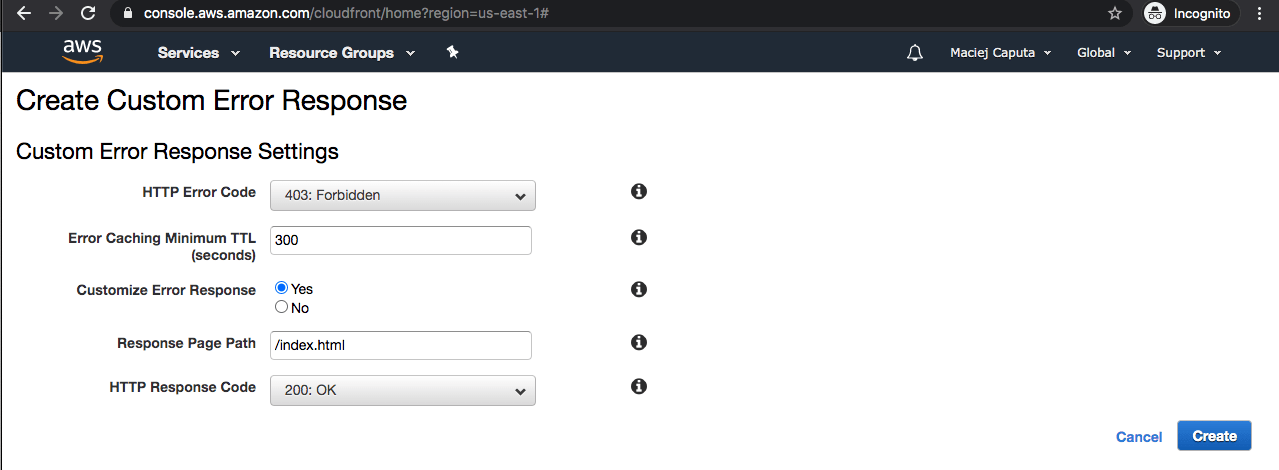 console.aws.amazon.com/cloudfront/home?region=us-east-1#
Incognito
aws
Services
Resource Groups
Maciej Caputa
Global
Support
Create Custom Error Response
Custom Error Response Settings
HTTP Error Code
403: Forbidden
Error Caching Minimum TTL
(seconds)
300
Customize Error Response
Yes
No
Response Page Path
/index.html
HTTP Response Code
200: OK
Cancel
Create